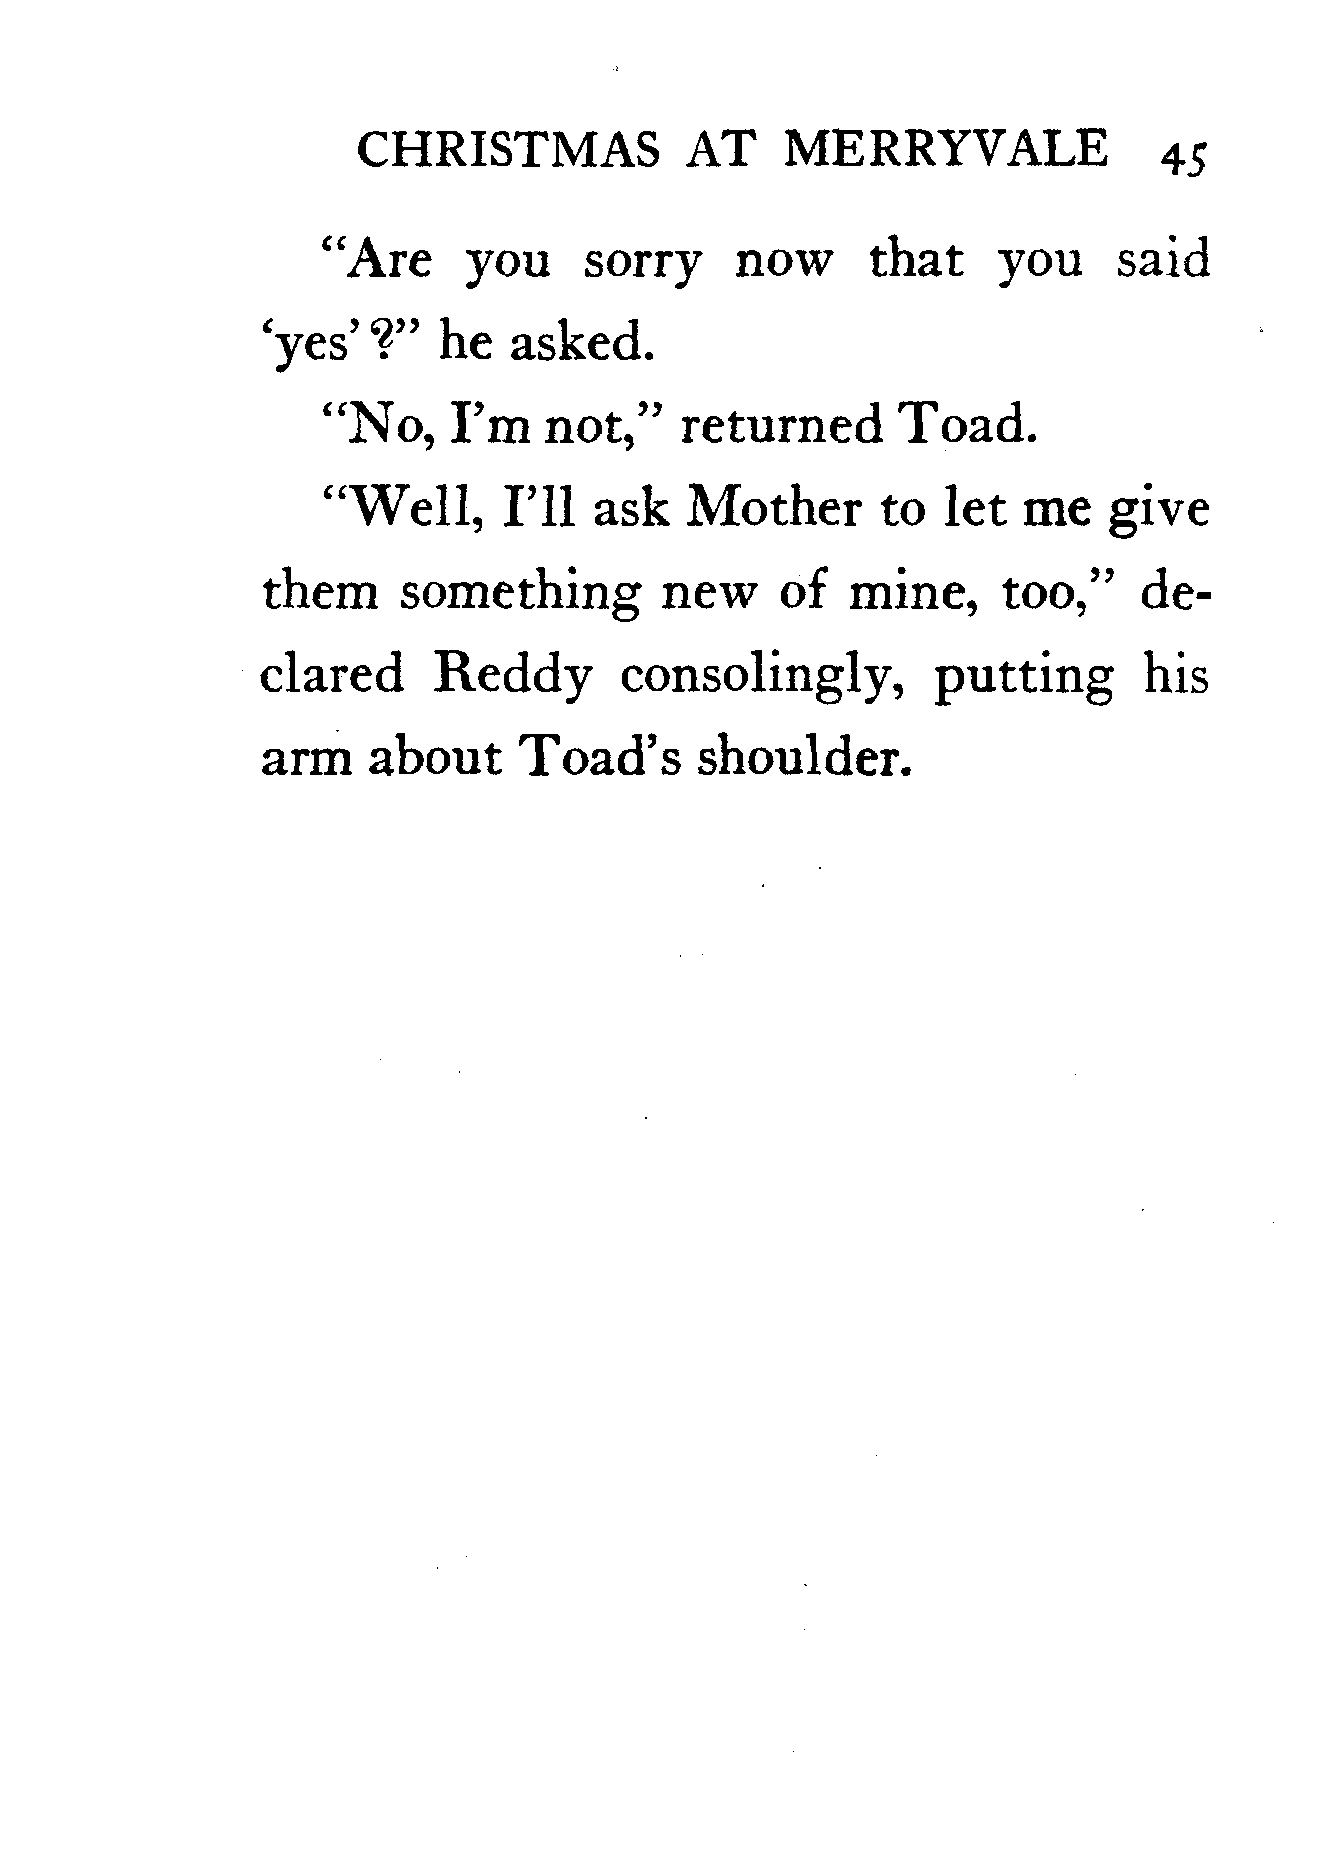 CHRISTMAS AT MERRYVALE 45
“Are you sorry now that you said
‘yes’?” he asked.
“No, I’m not,” returned Toad.
“Well, I’ll ask Mother to let me give
them something new of mine, too,” de-
clared Reddy consolingly, putting his
arm about Toad’s shoulder.